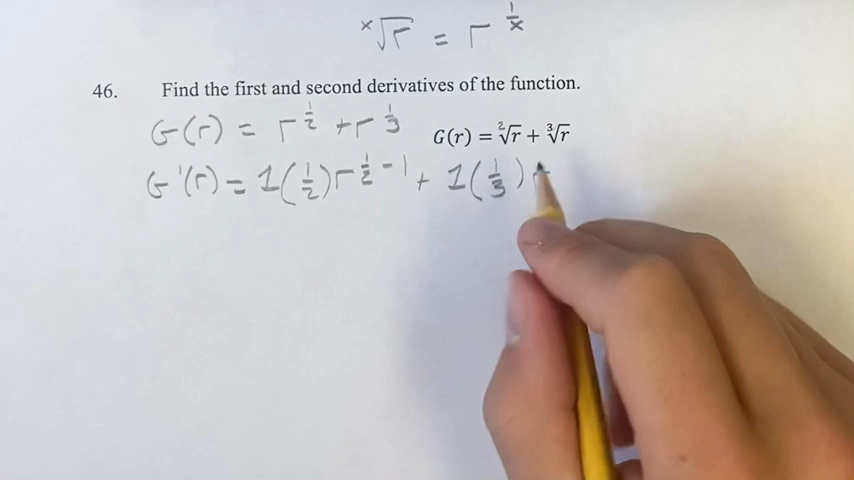 ˣ√r = r^(1/x)
46. Find the first and second derivatives of the function.
G(r) = r^(1/2) + r^(1/3)
G(r) = ²√r + ³√r
G'(r) = 1(1/2)r^(1/2 - 1) + 1(1/3)r